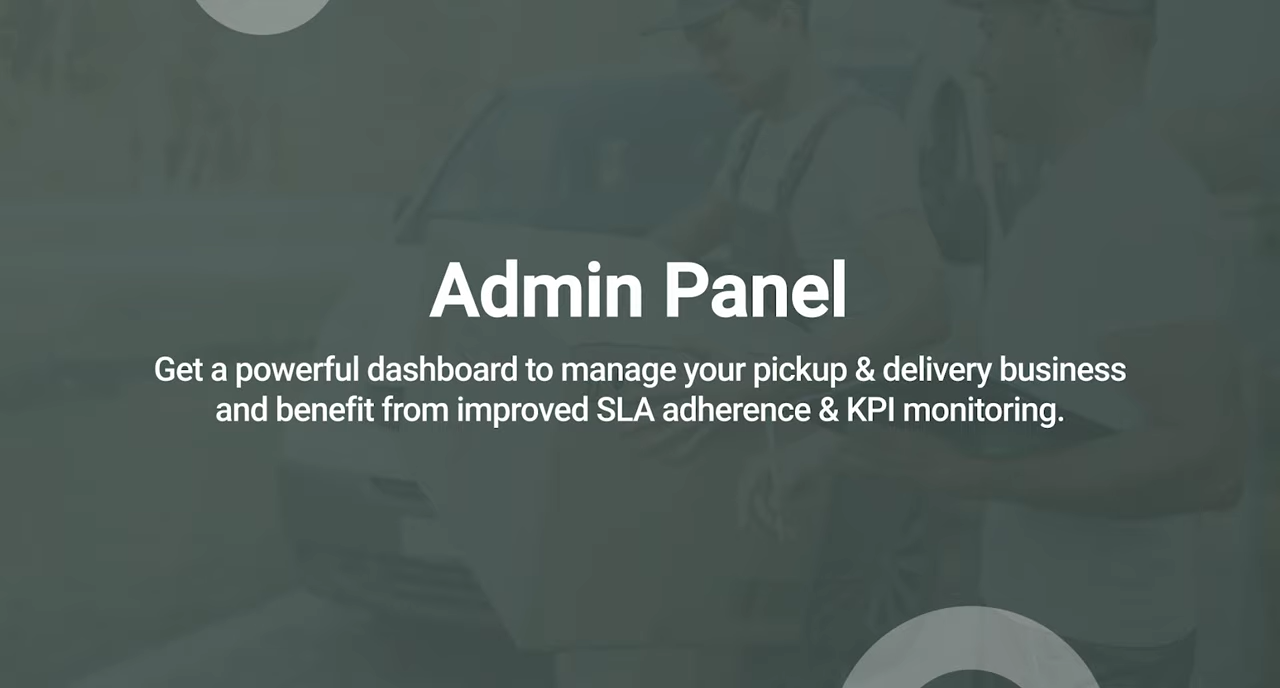 Admin Panel
Get a powerful dashboard to manage your pickup & delivery business
and benefit from improved SLA adherence & KPI monitoring.